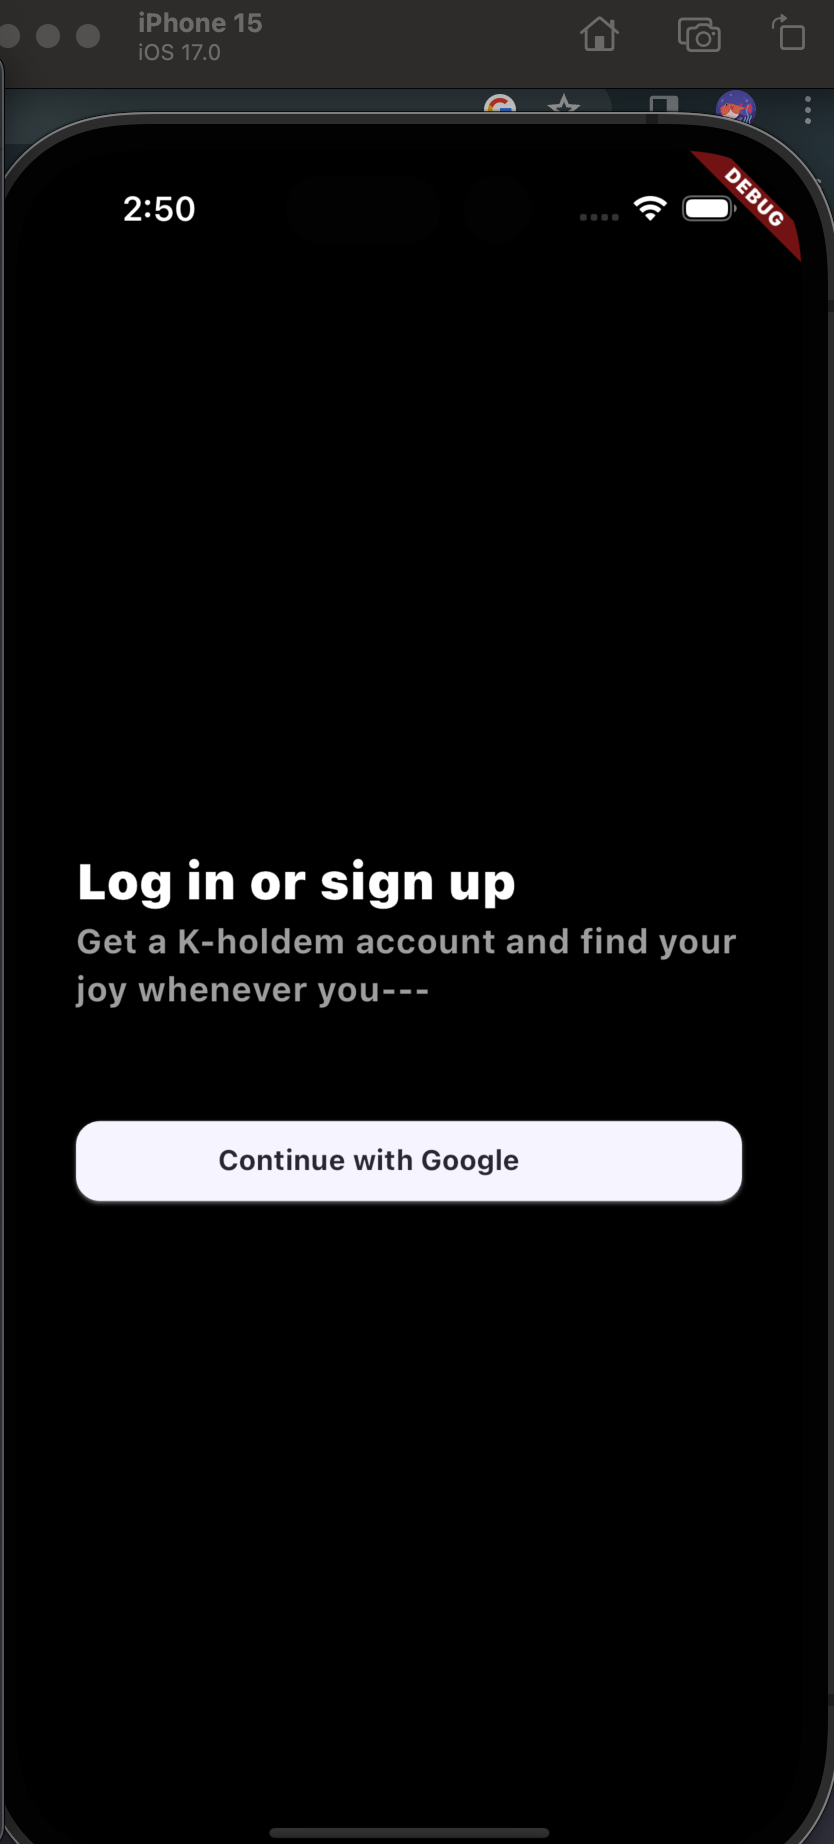 iPhone 15
iOS 17.0
2:50
DEBUG
Log in or sign up
Get a K-holdem account and find your
joy whenever you---
Continue with Google